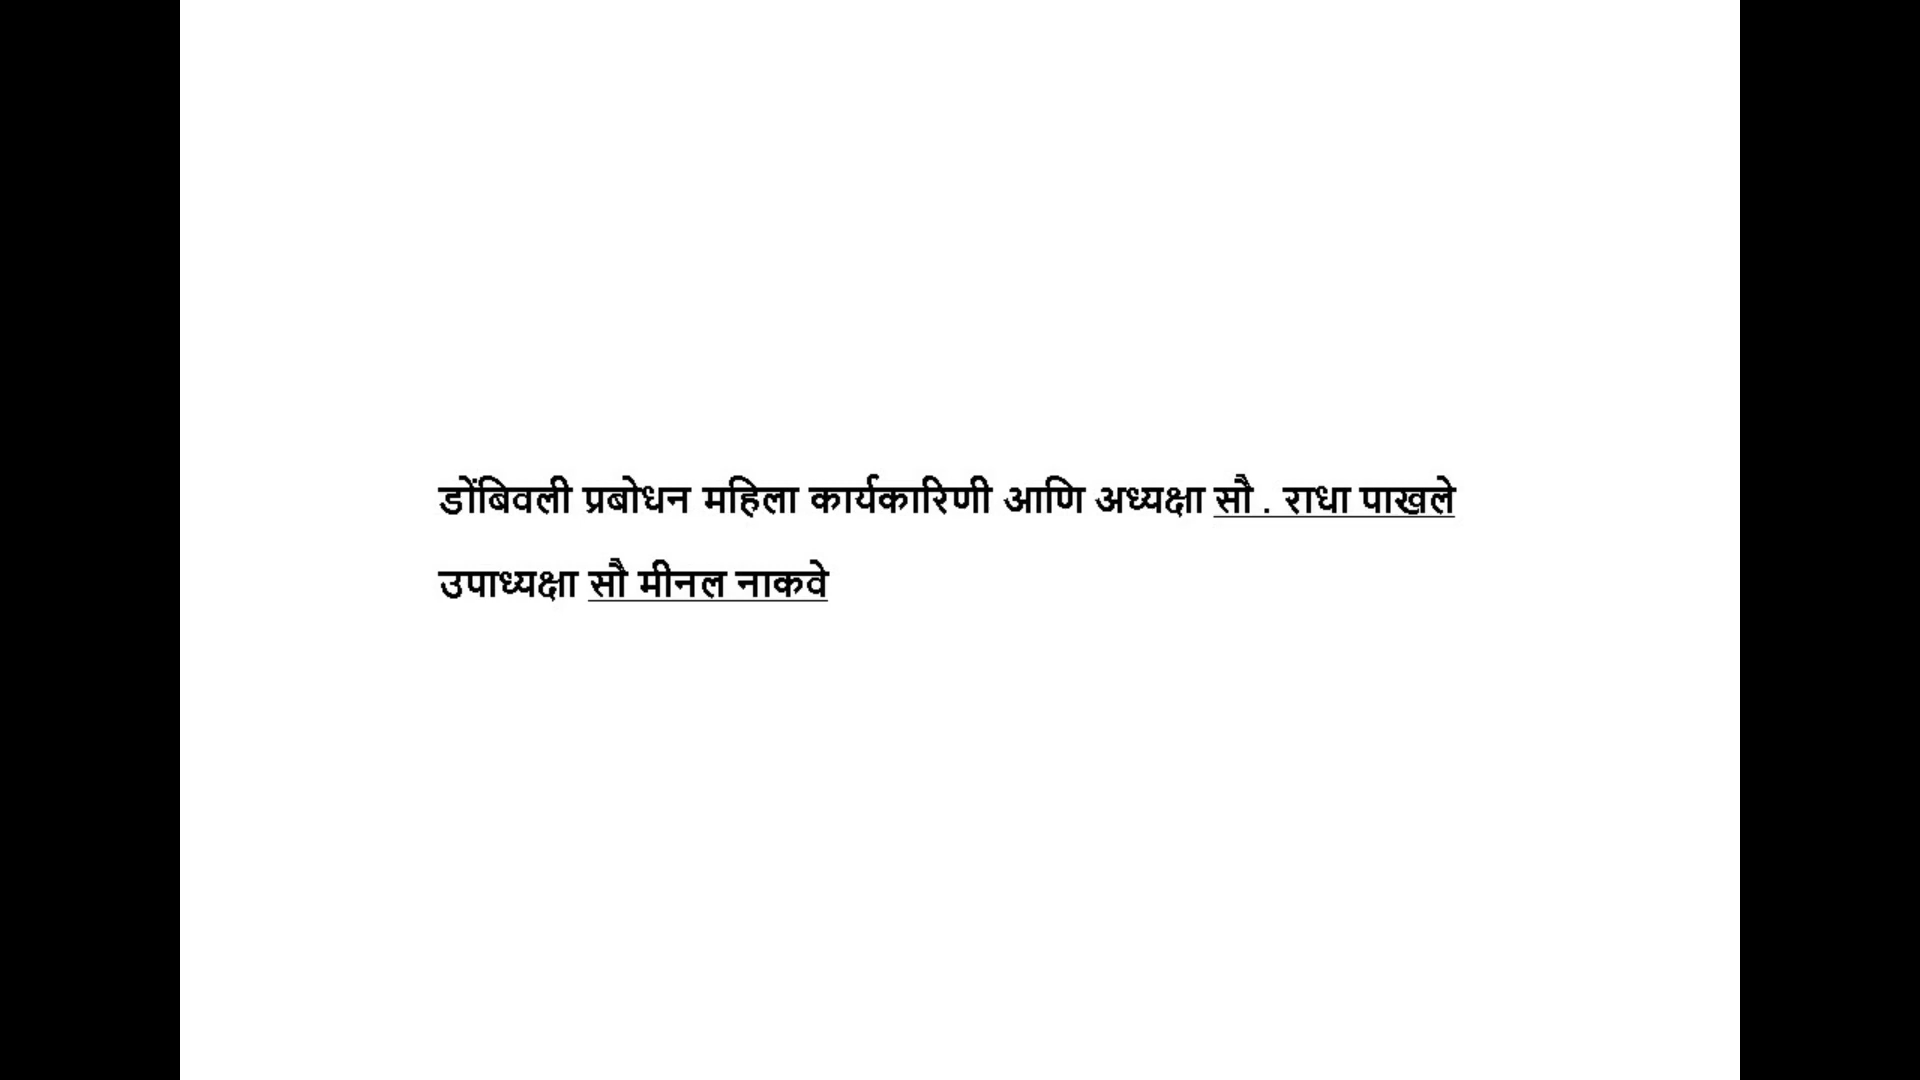 डोंबिवली प्रबोधन महिला कार्यकारिणी आणि अध्यक्षा सौ . राधा पाखले
उपाध्यक्षा सौ मीनल नाकवे